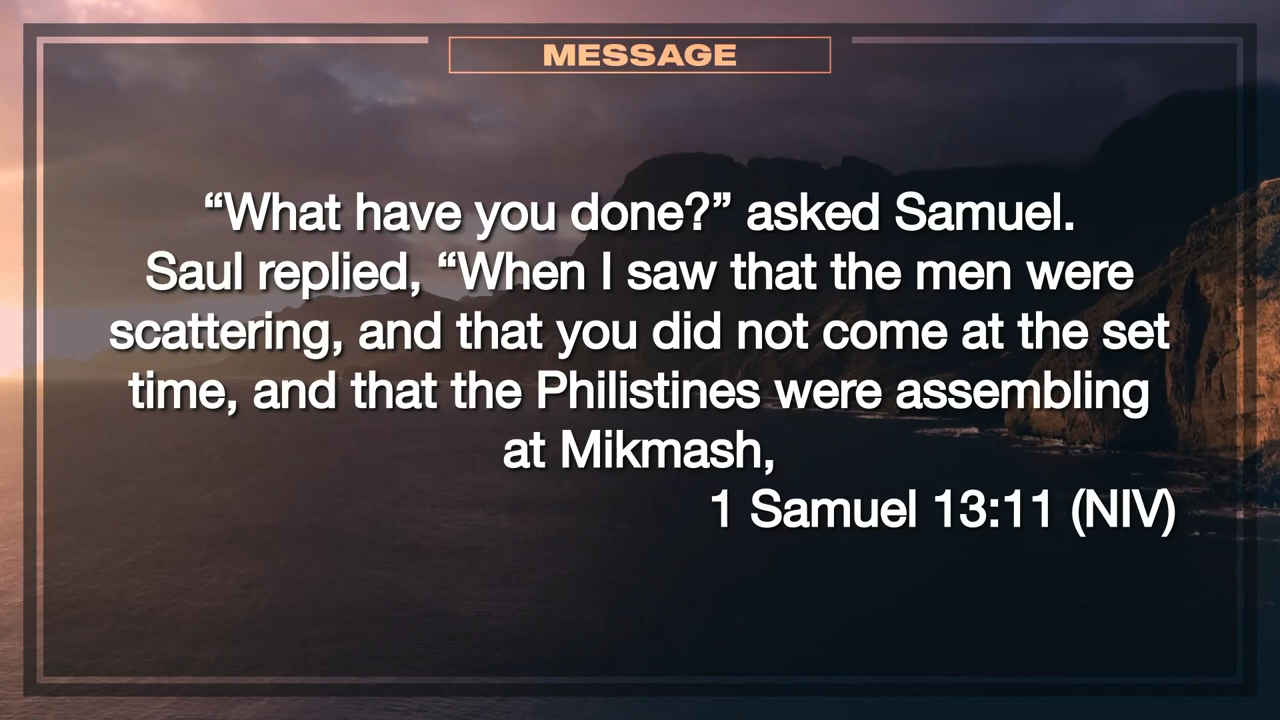 MESSAGE
“What have you done?” asked Samuel.
Saul replied, “When I saw that the men were
scattering, and that you did not come at the set
time, and that the Philistines were assembling
at Mikmash,
1 Samuel 13:11 (NIV)